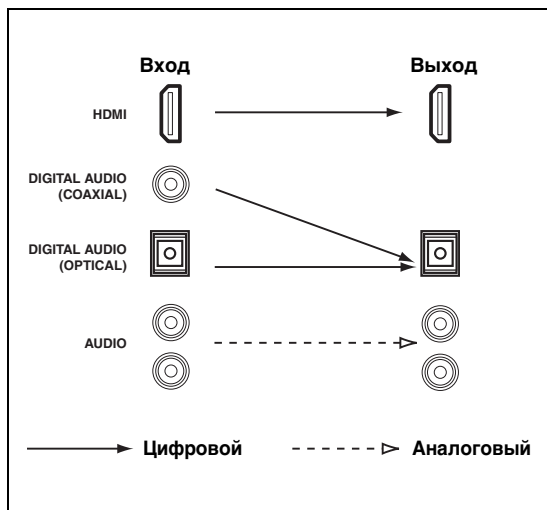 Вход Выход
HDMI
DIGITAL AUDIO
(COAXIAL)
DIGITAL AUDIO
(OPTICAL)
AUDIO
Цифровой Аналоговый